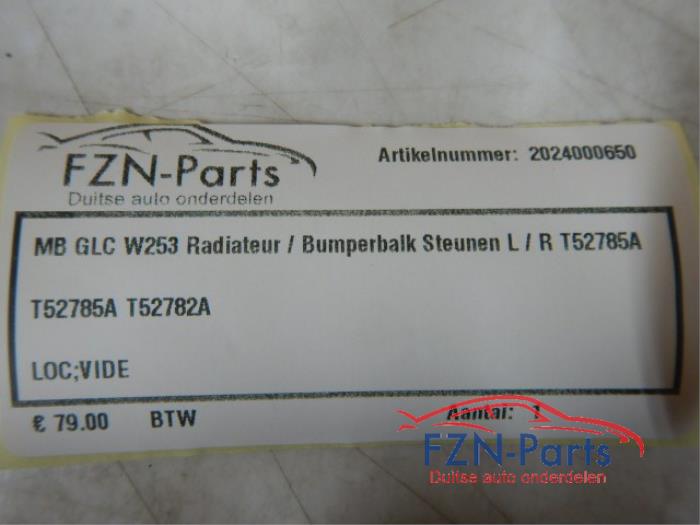 FZN-Parts
Duitse auto onderdelen
Artikelnummer: 2024000650
MB GLC W253 Radiateur / Bumperbalk Steunen L / R T52785A
T52785A T52782A
LOC;VIDE
€ 79.00 BTW
Aantal: 1
FZN-Parts
Duitse auto onderdelen